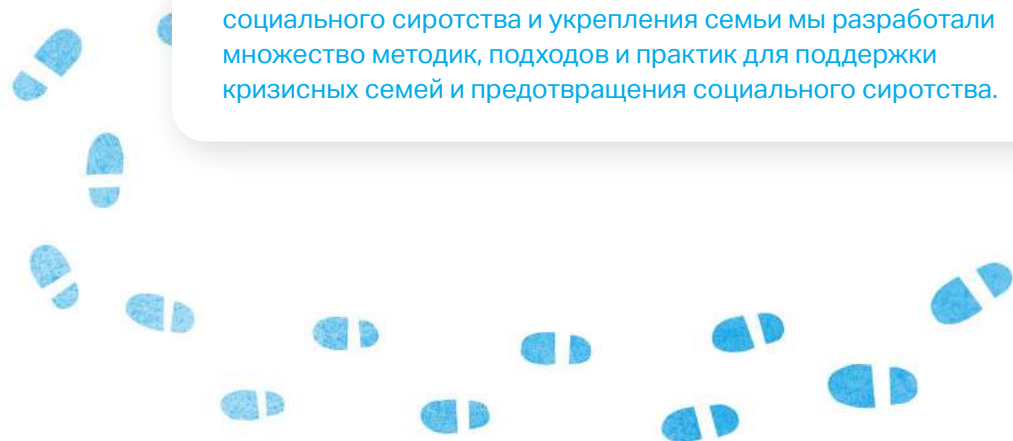 социального сиротства и укрепления семьи мы разработали
множество методик, подходов и практик для поддержки
кризисных семей и предотвращения социального сиротства.